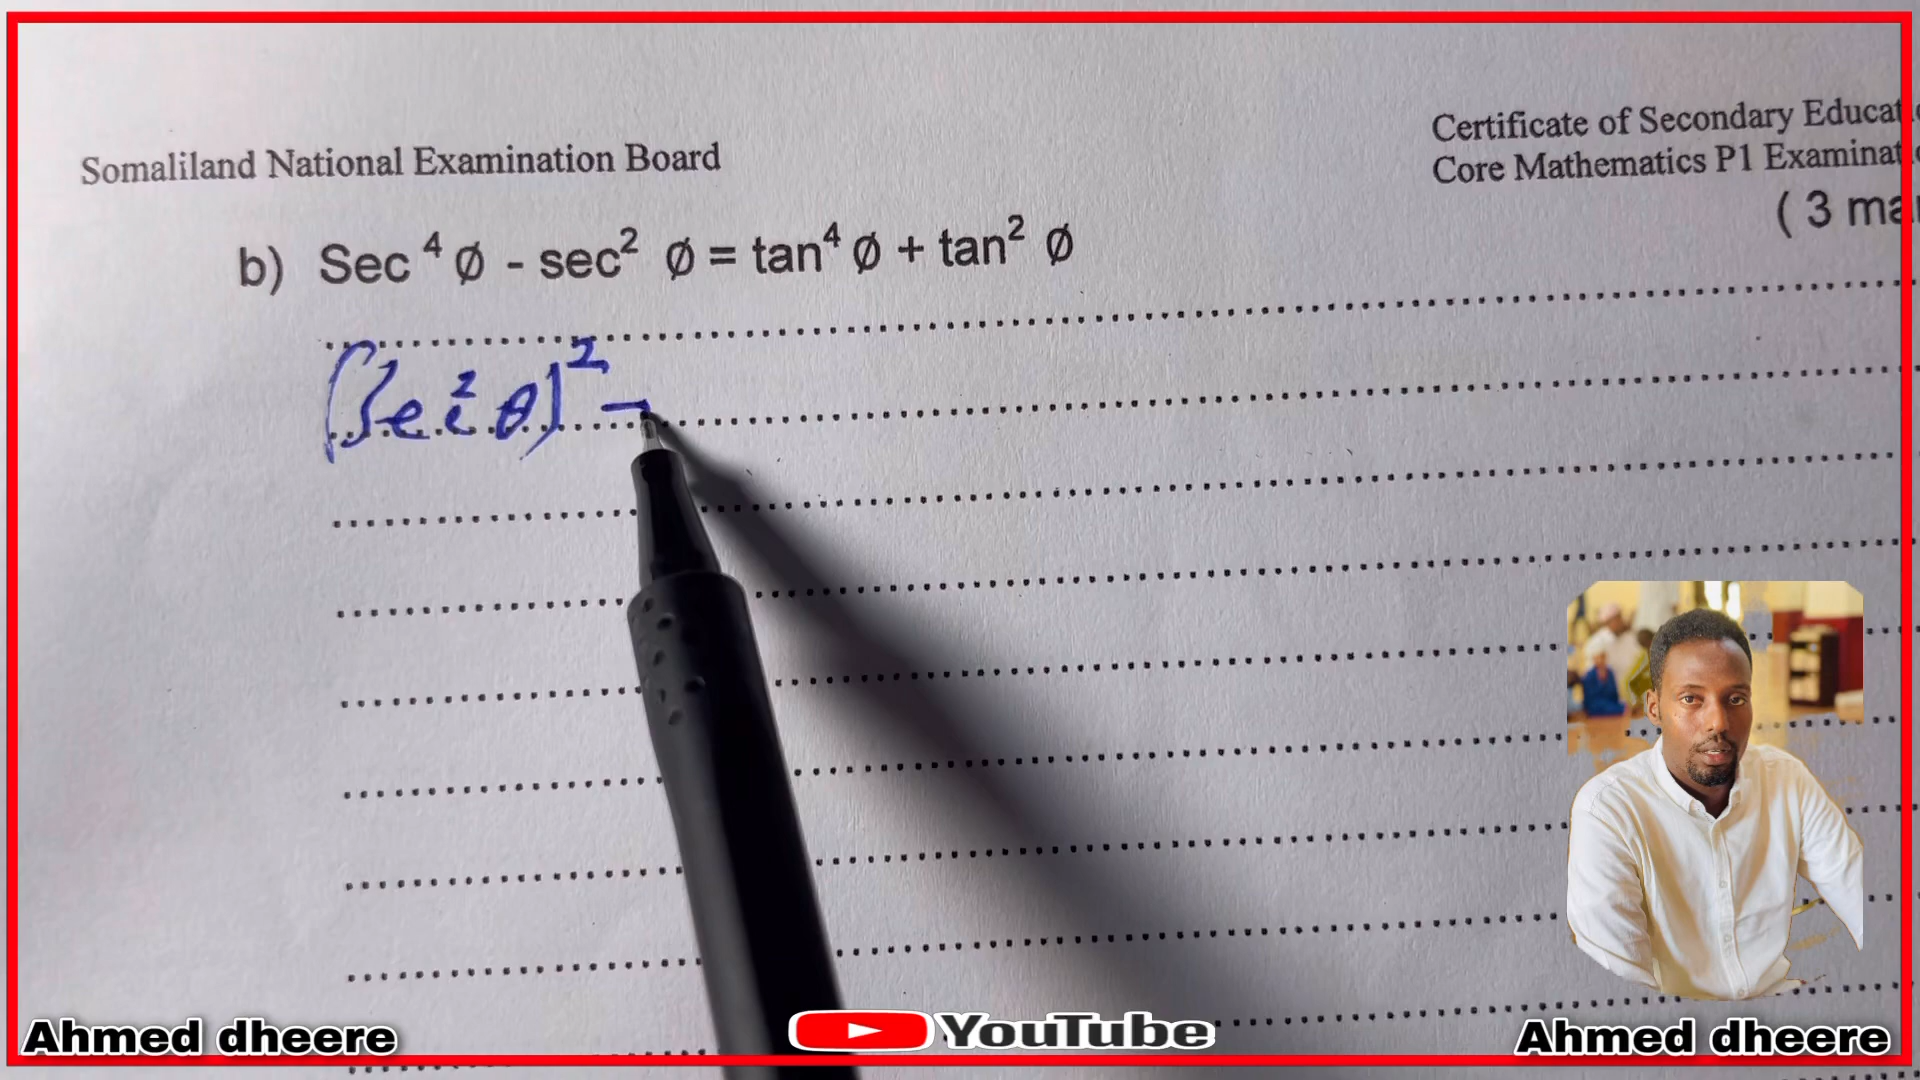 Somaliland National Examination Board
Certificate of Secondary Educat
Core Mathematics P1 Examinat
( 3 ma
b) Sec⁴ Ø - sec² Ø = tan⁴ Ø + tan² Ø
(Sec²θ)² -
Ahmed dheere
YouTube
Ahmed dheere